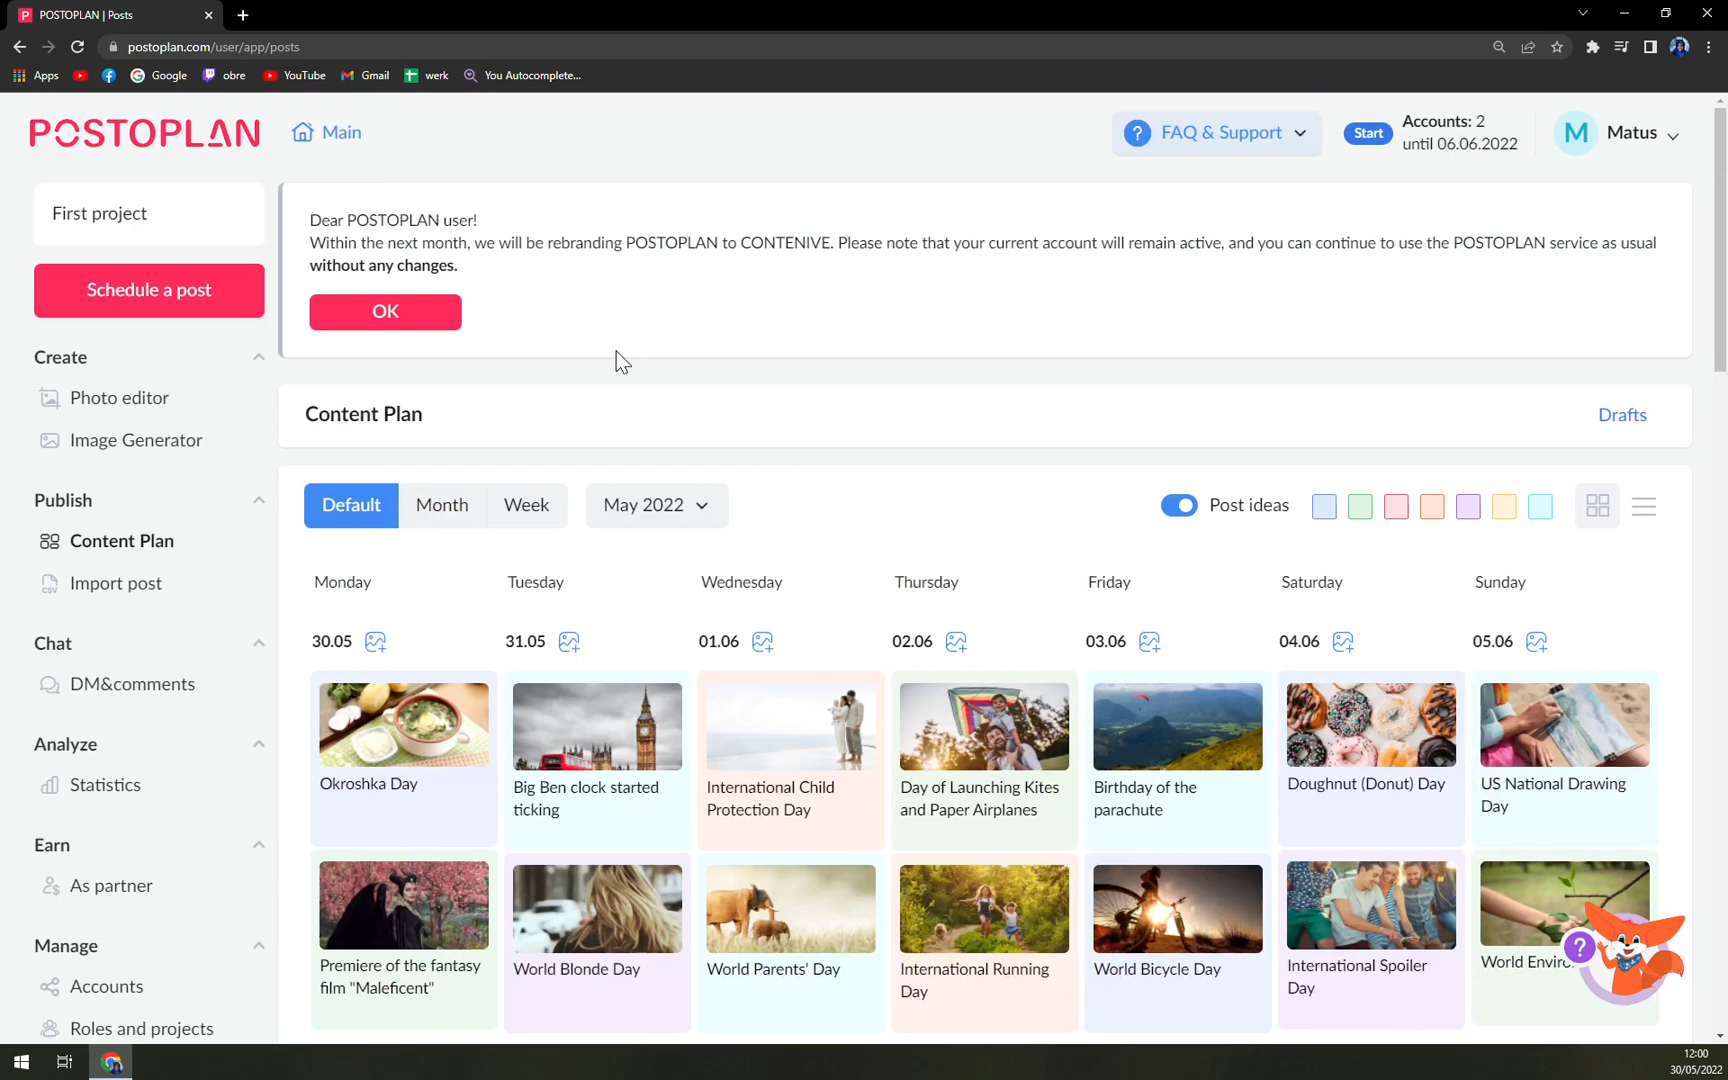 POSTOPLAN | Posts
postoplan.com/user/app/posts
Apps
Google
obre
YouTube
Gmail
werk
You Autocomplete...
POSTOPLAN
Main
? FAQ & Support
Start
Accounts: 2
until 06.06.2022
M
Matus
First project
Schedule a post
Create
Photo editor
Image Generator
Publish
Content Plan
CSV
Import post
Chat
DM&comments
Analyze
Statistics
Earn
As partner
Manage
Accounts
Roles and projects
Dear POSTOPLAN user!
Within the next month, we will be rebranding POSTOPLAN to CONTENIVE. Please note that your current account will remain active, and you can continue to use the POSTOPLAN service as usual
without any changes.
OK
Content Plan
Drafts
Default
Month
Week
May 2022
Post ideas
Monday
Tuesday
Wednesday
Thursday
Friday
Saturday
Sunday
30.05
31.05
01.06
02.06
03.06
04.06
05.06
Okroshka Day
Big Ben clock started
ticking
International Child
Protection Day
Day of Launching Kites
and Paper Airplanes
Birthday of the
parachute
Doughnut (Donut) Day
US National Drawing
Day
Premiere of the fantasy
film "Maleficent"
World Blonde Day
World Parents' Day
International Running
Day
World Bicycle Day
International Spoiler
Day
World Enviro
?
12:00
30/05/2022